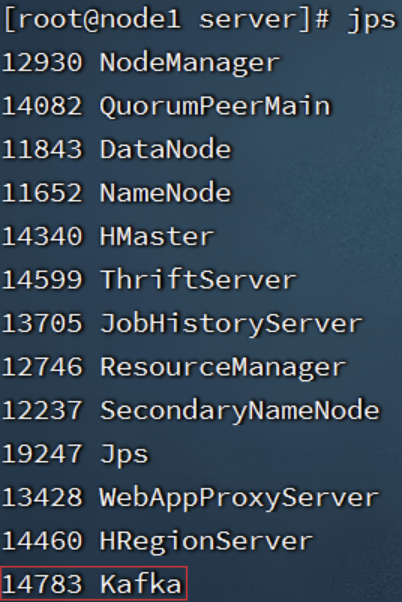 [root@node1 server]# jps
12930 NodeManager
14082 QuorumPeerMain
11843 DataNode
11652 NameNode
14340 HMaster
14599 ThriftServer
13705 JobHistoryServer
12746 ResourceManager
12237 SecondaryNameNode
19247 Jps
13428 WebAppProxyServer
14460 HRegionServer
14783 Kafka